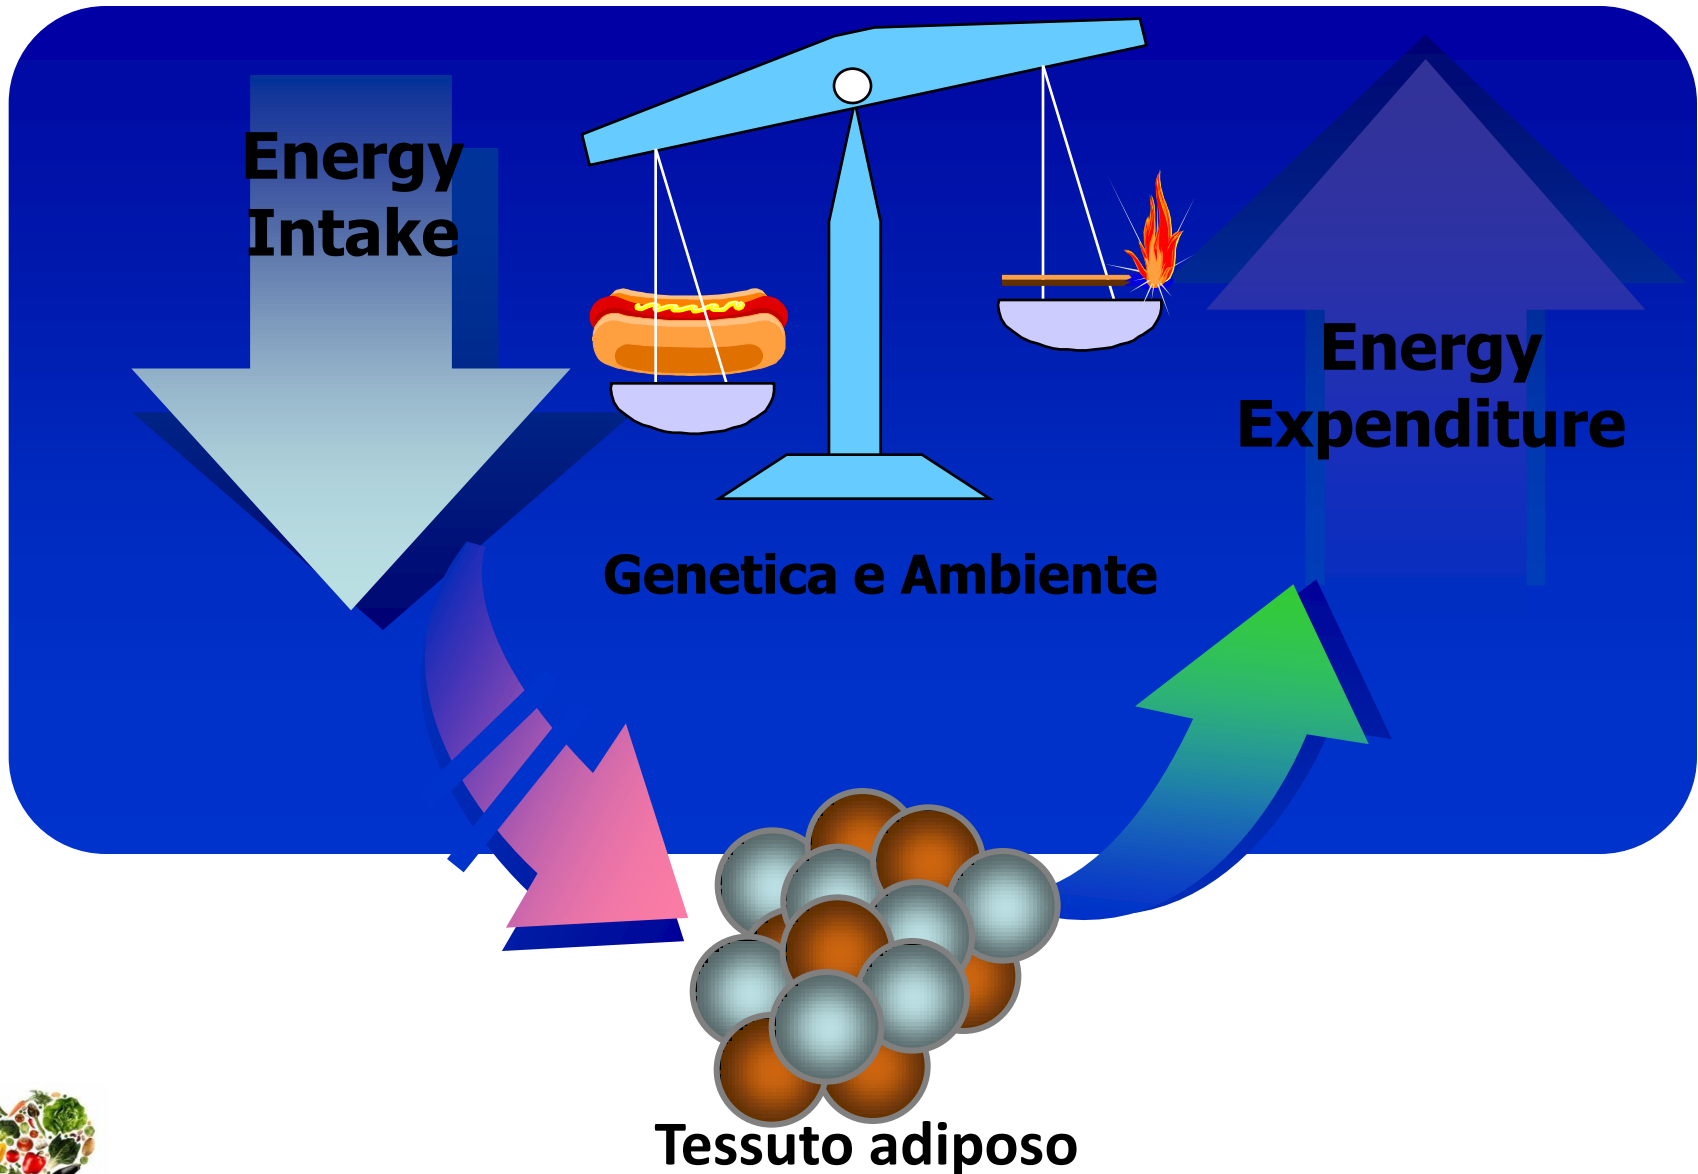 Energy
Intake
Energy
Expenditure
Genetica e Ambiente
Tessuto adiposo